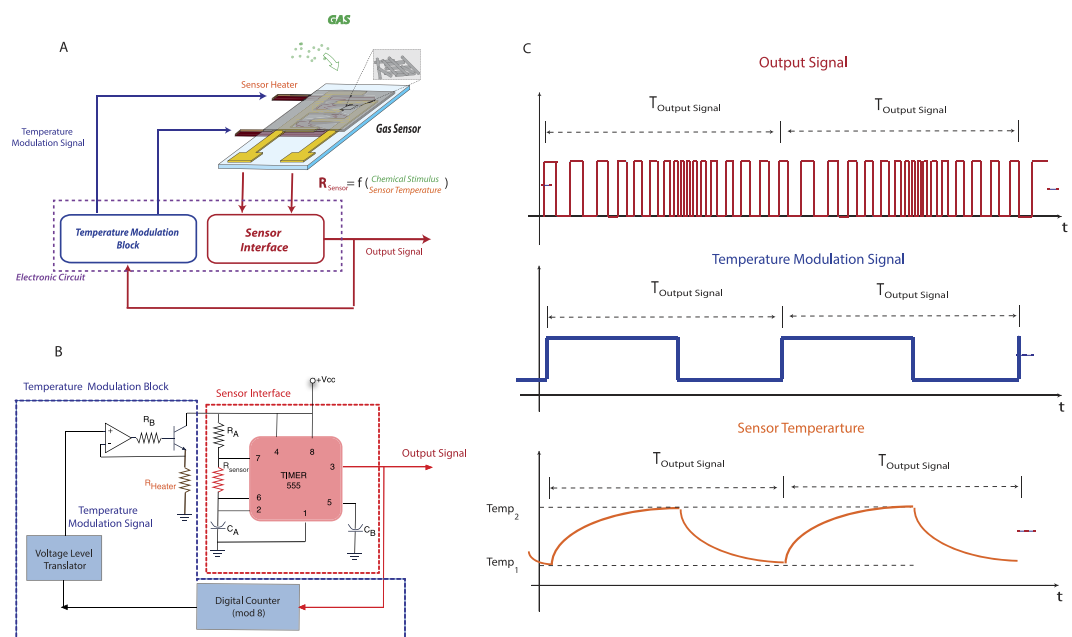 A
GAS
Sensor Heater
Gas Sensor
Temperature
Modulation Signal
R Sensor = f ( Chemical Stimulus
Sensor Temperature )
Temperature Modulation
Block
Sensor
Interface
Output Signal
Electronic Circuit
B
Temperature Modulation Block
Sensor Interface
+Vcc
RB
+
-
RA
4
8
7
3
Output Signal
Rsensor
TIMER
555
RHeater
6
5
2
1
Temperature
Modulation Signal
CA
CB
Voltage Level
Translator
Digital Counter
(mod 8)
C
Output Signal
TOutput Signal
TOutput Signal
t
Temperature Modulation Signal
TOutput Signal
TOutput Signal
t
Sensor Temperarture
TOutput Signal
TOutput Signal
Temp2
Temp1
t